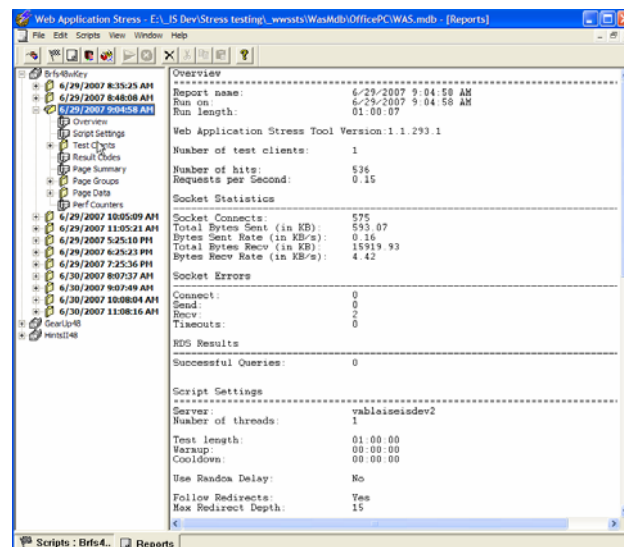 Web Application Stress - E:\_IS Dev\Stress testing\_wwssts\WasMdb\OfficePC\WAS.mdb - [Reports]
File Edit Scripts View Window Help
Brfs48wKey
6/29/2007 8:35:25 AM
6/29/2007 8:48:08 AM
6/29/2007 9:04:58 AM
Overview
Script Settings
Test Clients
Result Codes
Page Summary
Page Groups
Page Data
Perf Counters
6/29/2007 10:05:09 AM
6/29/2007 11:05:21 AM
6/29/2007 5:25:10 PM
6/29/2007 6:25:23 PM
6/29/2007 7:25:36 PM
6/30/2007 8:07:37 AM
6/30/2007 9:07:49 AM
6/30/2007 10:08:04 AM
6/30/2007 11:08:16 AM
GearUp48
HintsII48
Overview
Report name: 6/29/2007 9:04:58 AM
Run on: 6/29/2007 9:04:58 AM
Run length: 01:00:07
Web Application Stress Tool Version:1.1.293.1
Number of test clients: 1
Number of hits: 536
Requests per Second: 0.15
Socket Statistics
Socket Connects: 575
Total Bytes Sent (in KB): 593.07
Bytes Sent Rate (in KB/s): 0.16
Total Bytes Recv (in KB): 15919.93
Bytes Recv Rate (in KB/s): 4.42
Socket Errors
Connect: 0
Send: 0
Recv: 2
Timeouts: 0
RDS Results
Successful Queries: 0
Script Settings
Server: vmblaiseisdev2
Number of threads: 1
Test length: 01:00:00
Warmup: 00:00:00
Cooldown: 00:00:00
Use Random Delay: No
Follow Redirects: Yes
Max Redirect Depth: 15
Scripts : Brfs4.. Reports